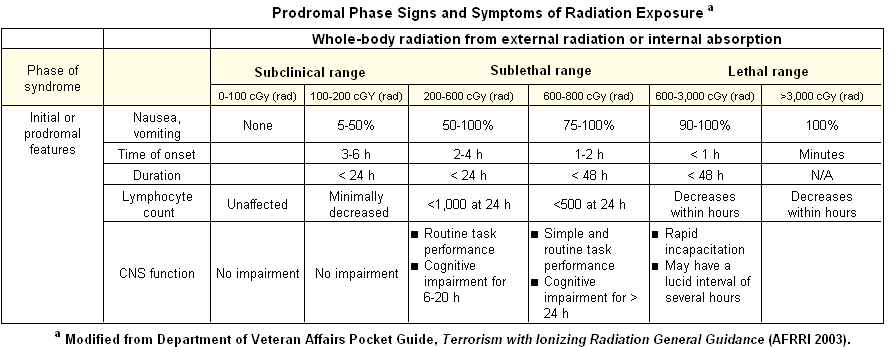 Prodromal Phase Signs and Symptoms of Radiation Exposure a
Whole-body radiation from external radiation or internal absorption
Phase of syndrome Subclinical range Sublethal range Lethal range
0-100 cGy (rad) 100-200 cGY (rad) 200-600 cGy (rad) 600-800 cGy (rad) 600-3,000 cGy (rad) >3,000 cGy (rad)
Initial or prodromal features Nausea, vomiting None 5-50% 50-100% 75-100% 90-100% 100%
Time of onset 3-6 h 2-4 h 1-2 h < 1 h Minutes
Duration < 24 h < 24 h < 48 h < 48 h N/A
Lymphocyte count Unaffected Minimally decreased <1,000 at 24 h <500 at 24 h Decreases within hours Decreases within hours
CNS function No impairment No impairment ■ Routine task performance ■ Cognitive impairment for 6-20 h ■ Simple and routine task performance ■ Cognitive impairment for > 24 h ■ Rapid incapacitation ■ May have a lucid interval of several hours
a Modified from Department of Veteran Affairs Pocket Guide, Terrorism with Ionizing Radiation General Guidance (AFRRI 2003).